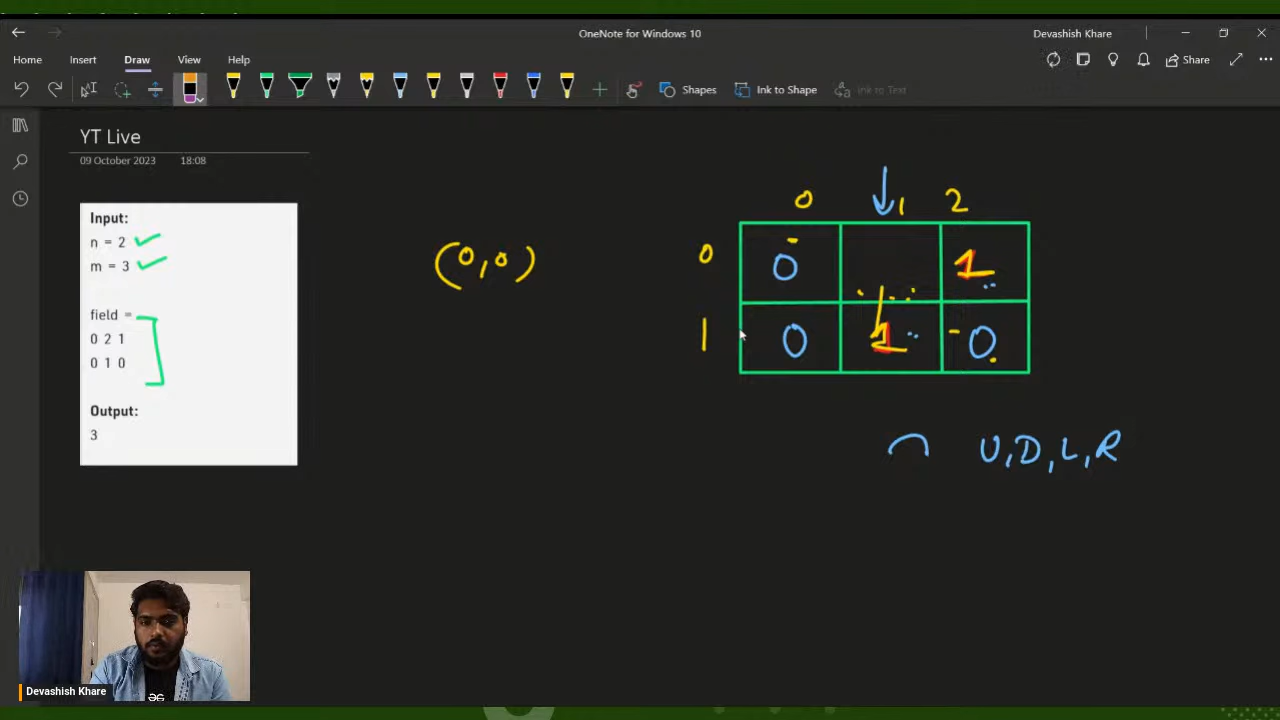 OneNote for Windows 10
Devashish Khare
Home Insert Draw View Help
Share
Shapes
Ink to Shape
Ink to Text
YT Live
09 October 2023 18:08
Input:
n = 2
m = 3
field =
0 2 1
0 1 0
Output:
3
(0,0)
0 1 2
0 0 1
1 0 1 0
U, D, L, R
Devashish Khare